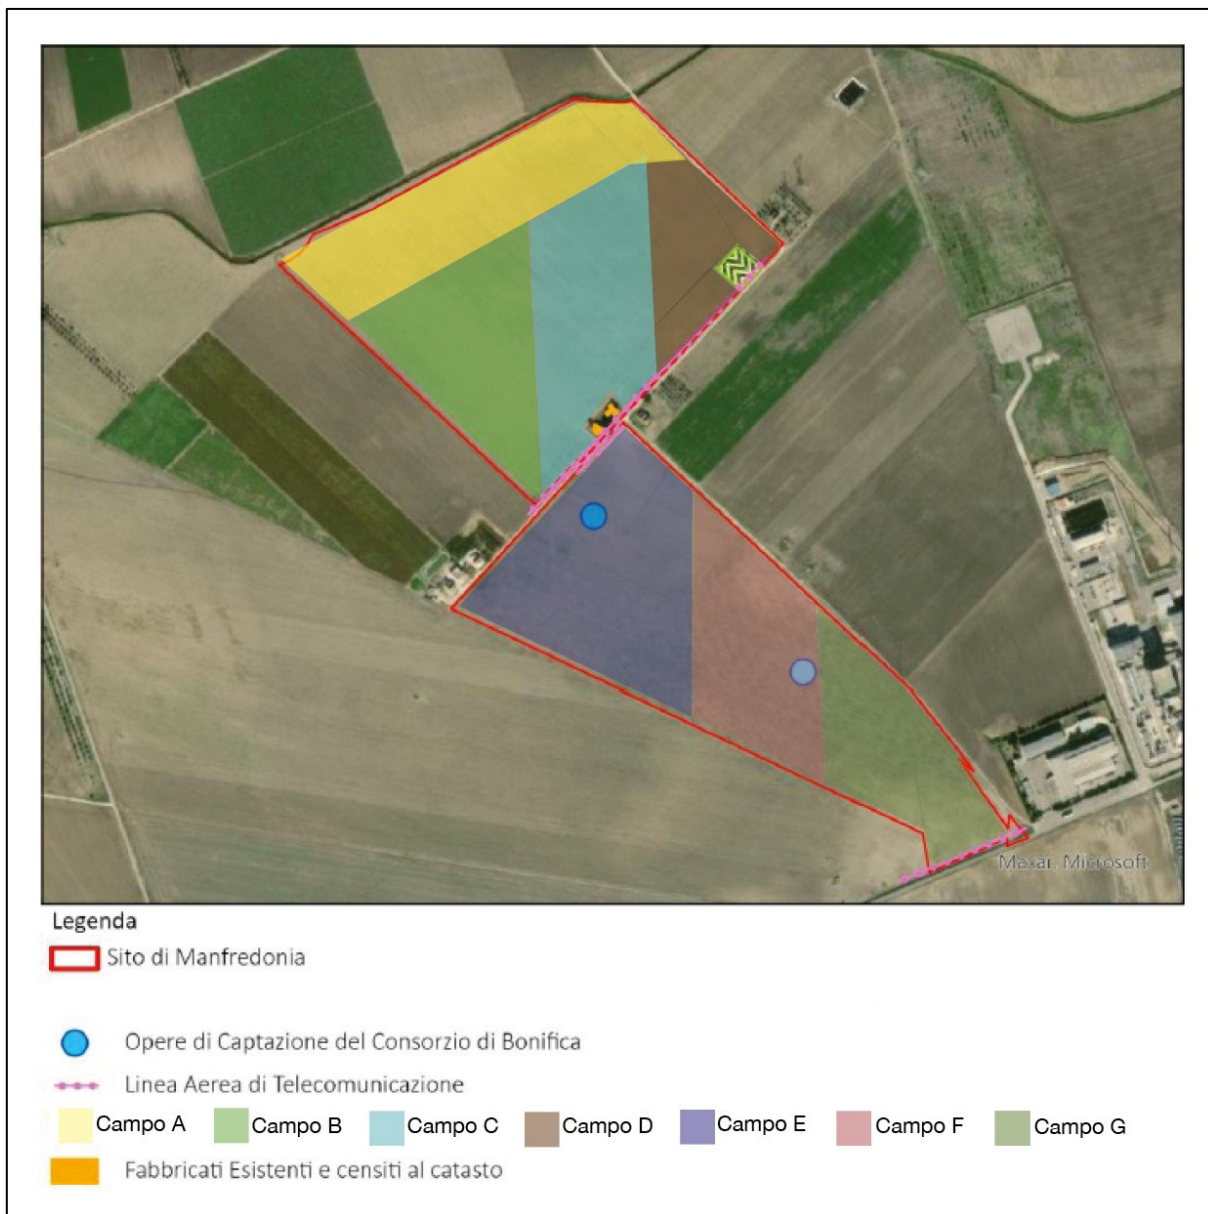 Maxar, Microsoft
Legenda
Sito di Manfredonia
Opere di Captazione del Consorzio di Bonifica
Linea Aerea di Telecomunicazione
Campo A Campo B Campo C Campo D Campo E Campo F Campo G
Fabbricati Esistenti e censiti al catasto